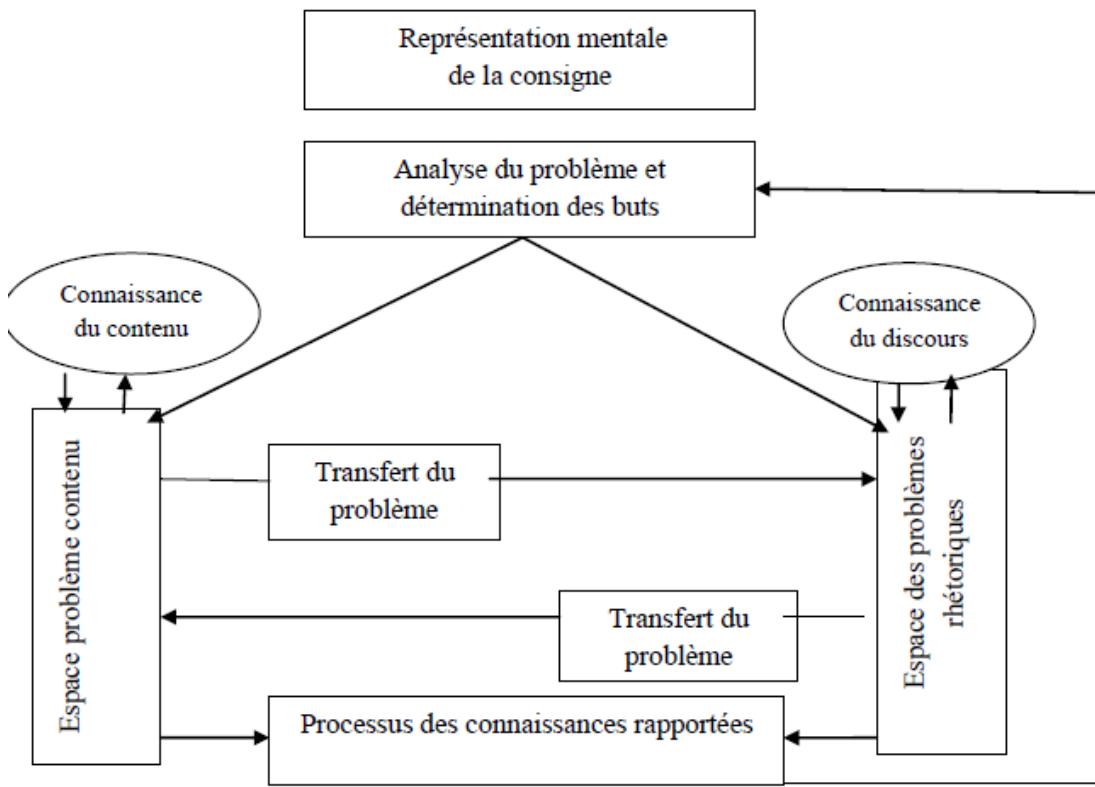 Représentation mentale
de la consigne
Analyse du problème et
détermination des buts
Connaissance
du contenu
Connaissance
du discours
Espace problème contenu
Transfert du
problème
Transfert du
problème
Espace des problèmes
rhétoriques
Processus des connaissances rapportées